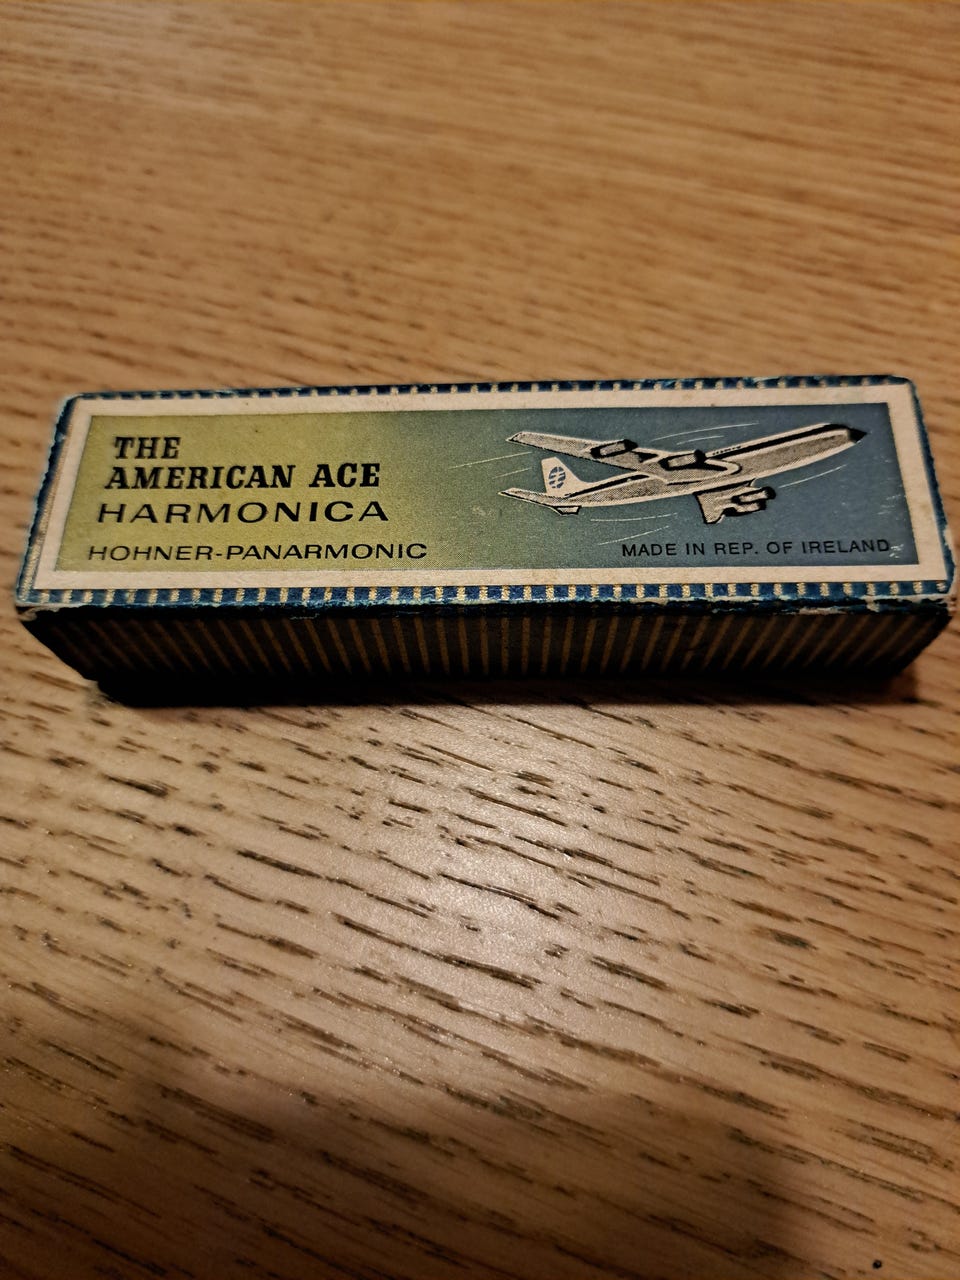 THE
AMERICAN ACE
HARMONICA
HOHNER-PANARMONIC
MADE IN REP. OF IRELAND